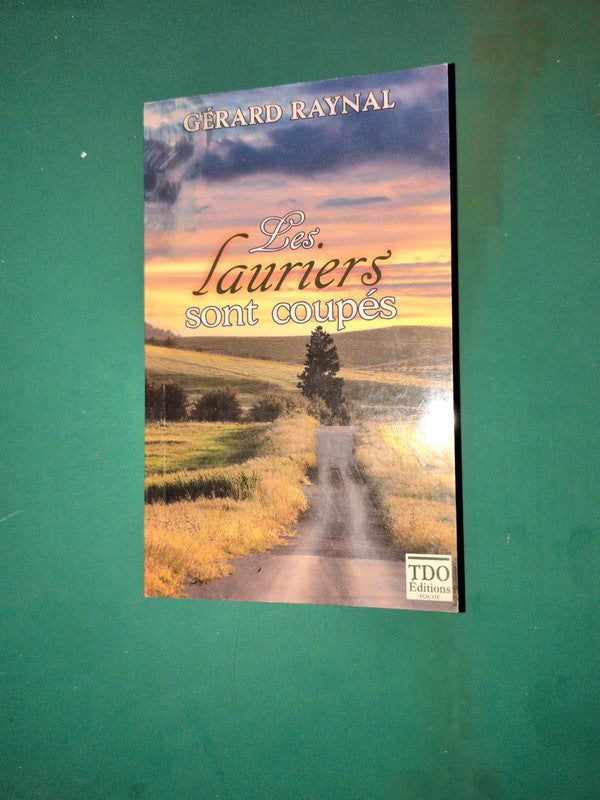 GÉRARD RAYNAL
Les
lauriers
sont coupés
TDO
Éditions
POCHE